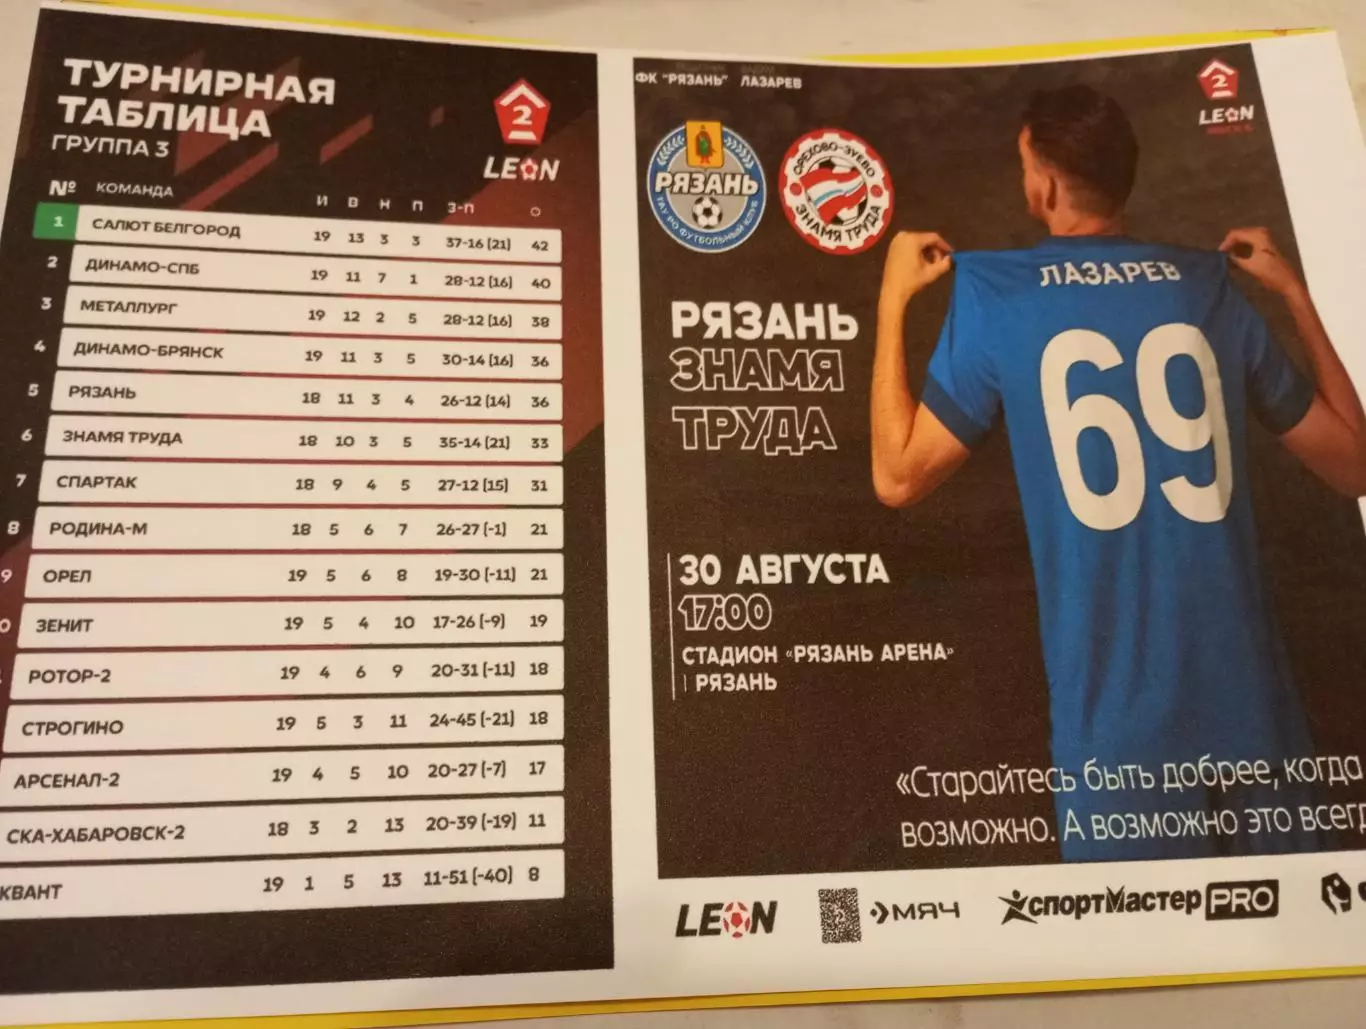 ТУРНИРНАЯ
ТАБЛИЦА
ГРУППА 3
2
LEON
№ КОМАНДА И В Н П З-П О
1 САЛЮТ БЕЛГОРОД 19 13 3 3 37-16 (21) 42
2 ДИНАМО-СПБ 19 11 7 1 28-12 (16) 40
3 МЕТАЛЛУРГ 19 12 2 5 28-12 (16) 38
4 ДИНАМО-БРЯНСК 19 11 3 5 30-14 (16) 36
5 РЯЗАНЬ 18 11 3 4 26-12 (14) 36
6 ЗНАМЯ ТРУДА 18 10 3 5 35-14 (21) 33
7 СПАРТАК 18 9 4 5 27-12 (15) 31
8 РОДИНА-М 18 5 6 7 26-27 (-1) 21
9 ОРЕЛ 19 5 6 8 19-30 (-11) 21
0 ЗЕНИТ 19 5 4 10 17-26 (-9) 19
РОТОР-2 19 4 6 9 20-31 (-11) 18
СТРОГИНО 19 5 3 11 24-45 (-21) 18
АРСЕНАЛ-2 19 4 5 10 20-27 (-7) 17
СКА-ХАБАРОВСК-2 18 3 2 13 20-39 (-19) 11
КВАНТ 19 1 5 13 11-51 (-40) 8
ФК "РЯЗАНЬ" ЛАЗАРЕВ
2
LEON
РЯЗАНЬ
ГАУ РО ФУТБОЛЬНЫЙ КЛУБ
ОРЕХОВО-ЗУЕВО
ЗНАМЯ ТРУДА
ЛАЗАРЕВ
69
РЯЗАНЬ
ЗНАМЯ
ТРУДА
30 АВГУСТА
17:00
СТАДИОН «РЯЗАНЬ АРЕНА»
| РЯЗАНЬ
«Старайтесь быть добрее, когда
возможно. А возможно это всегд
LEON МЯЧ спортМастер PRO